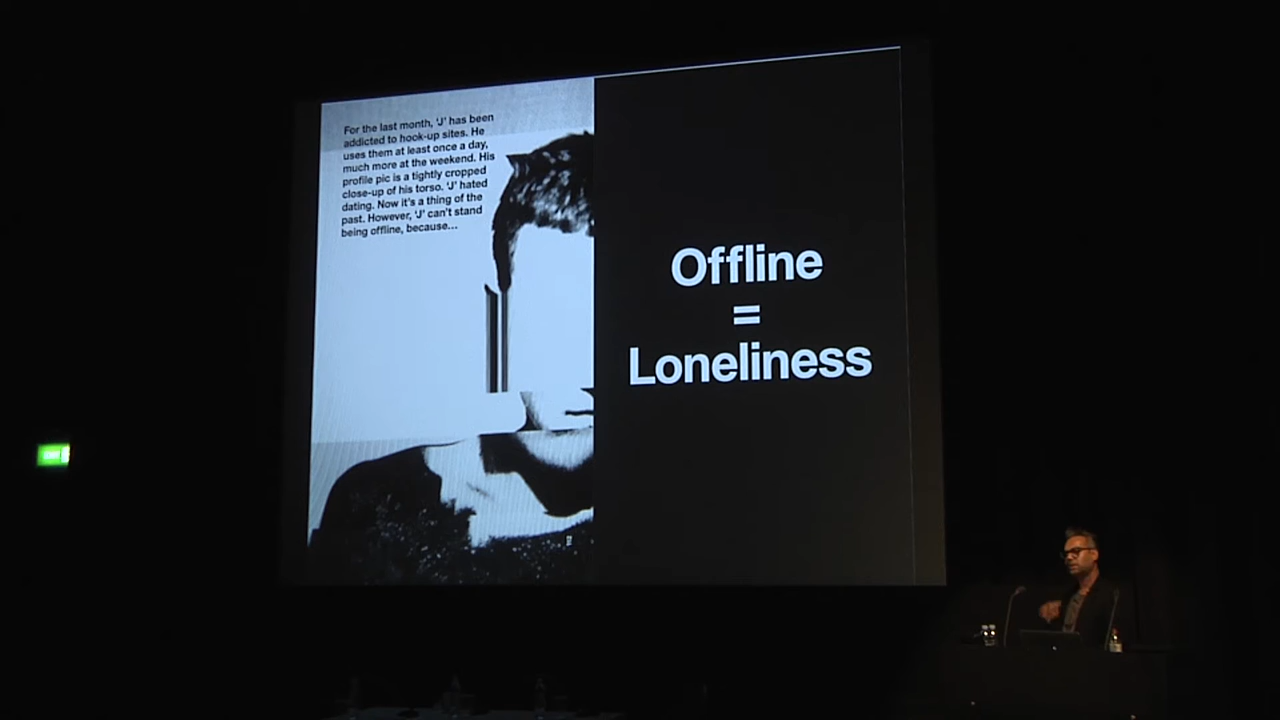 For the last month, ‘J’ has been
addicted to hook-up sites. He
uses them at least once a day,
much more at the weekend. His
profile pic is a tightly cropped
close-up of his torso. ‘J’ hated
dating. Now it’s a thing of the
past. However, ‘J’ can’t stand
being offline, because...
Offline
=
Loneliness